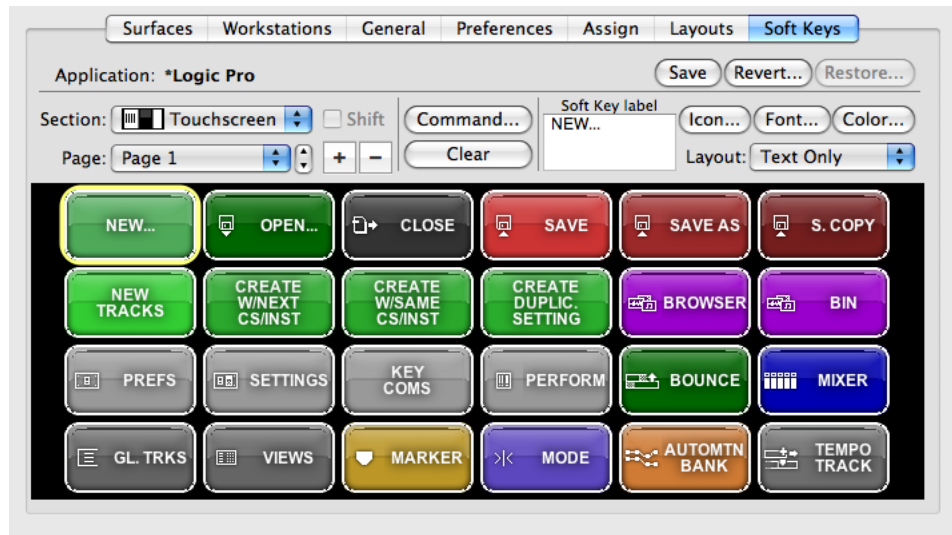 Surfaces Workstations General Preferences Assign Layouts Soft Keys
Application: *Logic Pro
Save Revert... Restore...
Section: Touchscreen Shift Command... Soft Key label Icon... Font... Color...
NEW...
Page: Page 1 + – Clear Layout: Text Only
NEW... OPEN... CLOSE SAVE SAVE AS S. COPY
NEW TRACKS CREATE W/NEXT CS/INST CREATE W/SAME CS/INST CREATE DUPLIC. SETTING BROWSER BIN
PREFS SETTINGS KEY COMS PERFORM BOUNCE MIXER
GL. TRKS VIEWS MARKER MODE AUTOMTN BANK TEMPO TRACK